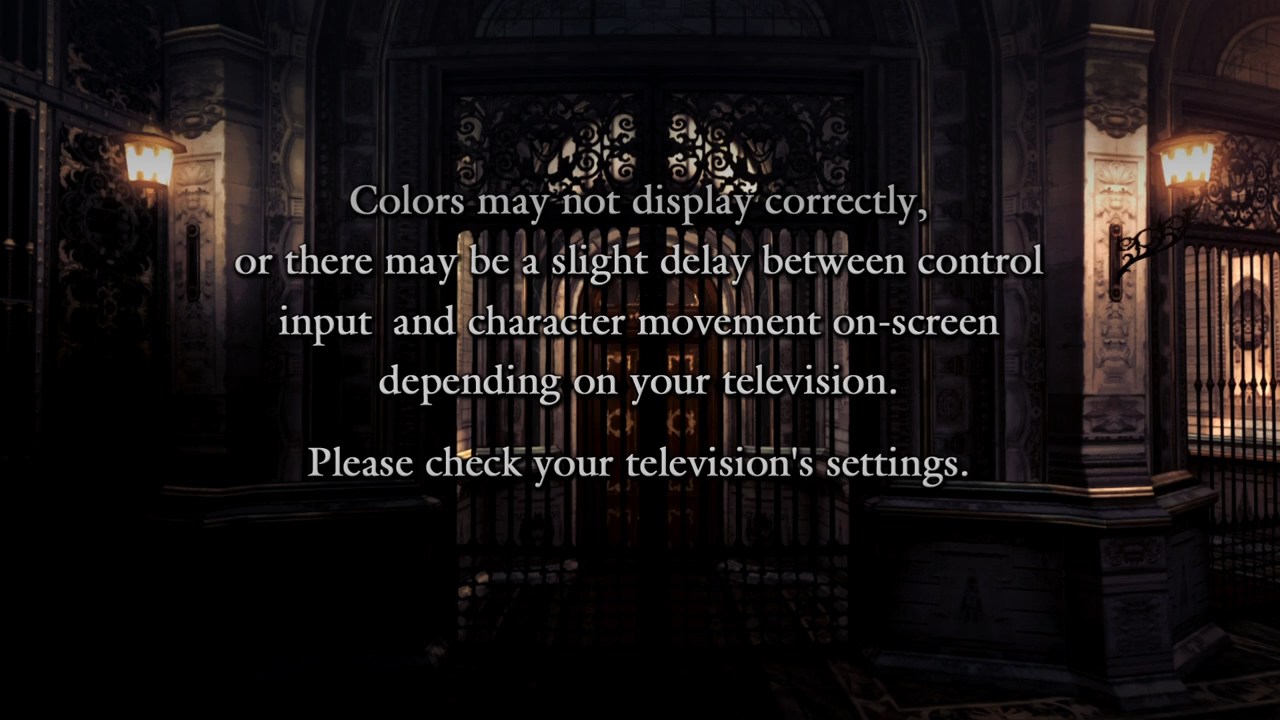 Colors may not display correctly,
or there may be a slight delay between control
input  and character movement on-screen
depending on your television.
Please check your television's settings.